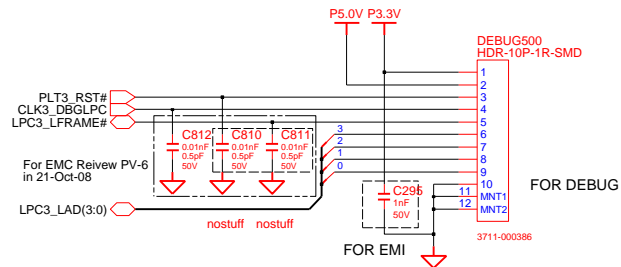 P5.0V P3.3V
DEBUG500
HDR-10P-1R-SMD
1
2
PLT3_RST# 3
CLK3_DBGLPC 4
LPC3_LFRAME# 5
C812 C810 C811 3 6
0.01nF 0.01nF 0.01nF 2 7
0.5pF 0.5pF 0.5pF 1 8
50V 50V 50V 0 9
For EMC Reivew PV-6
in 21-Oct-08
10
C295 11 MNT1
1nF 12 MNT2
50V
FOR DEBUG
LPC3_LAD(3:0)
nostuff nostuff
3711-000386
FOR EMI